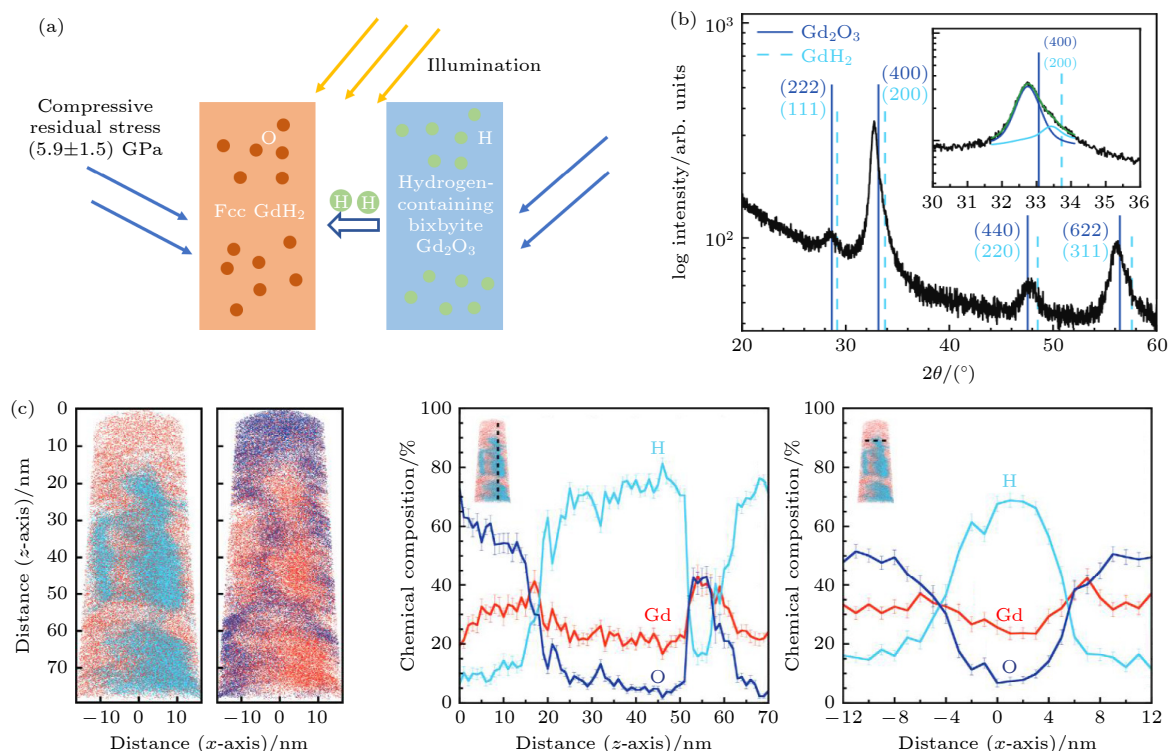 (a)
Illumination
Compressive
residual stress
(5.9±1.5) GPa
O
H
Fcc GdH₂
H H
Hydrogen-
containing
bixbyite
Gd₂O₃
(b)
10³
10²
log intensity/arb. units
Gd₂O₃
GdH₂
(222)
(111)
(400)
(200)
(440)
(220)
(622)
(311)
(400)
(200)
30 31 32 33 34 35 36
20 30 40 50 60
2θ/(°)
(c)
0
10
20
30
40
50
60
70
Distance (z-axis)/nm
−10 0 10 −10 0 10
Distance (x-axis)/nm
100
80
60
40
20
0
Chemical composition/%
H
Gd
O
0 10 20 30 40 50 60 70
Distance (z-axis)/nm
100
80
60
40
20
0
Chemical composition/%
H
Gd
O
−12 −8 −4 0 4 8 12
Distance (x-axis)/nm